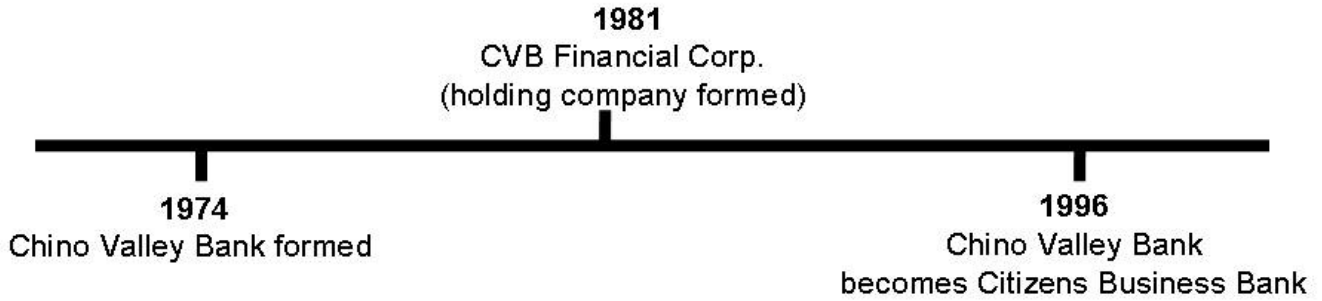 1981
CVB Financial Corp.
(holding company formed)
1974
Chino Valley Bank formed
1996
Chino Valley Bank
becomes Citizens Business Bank